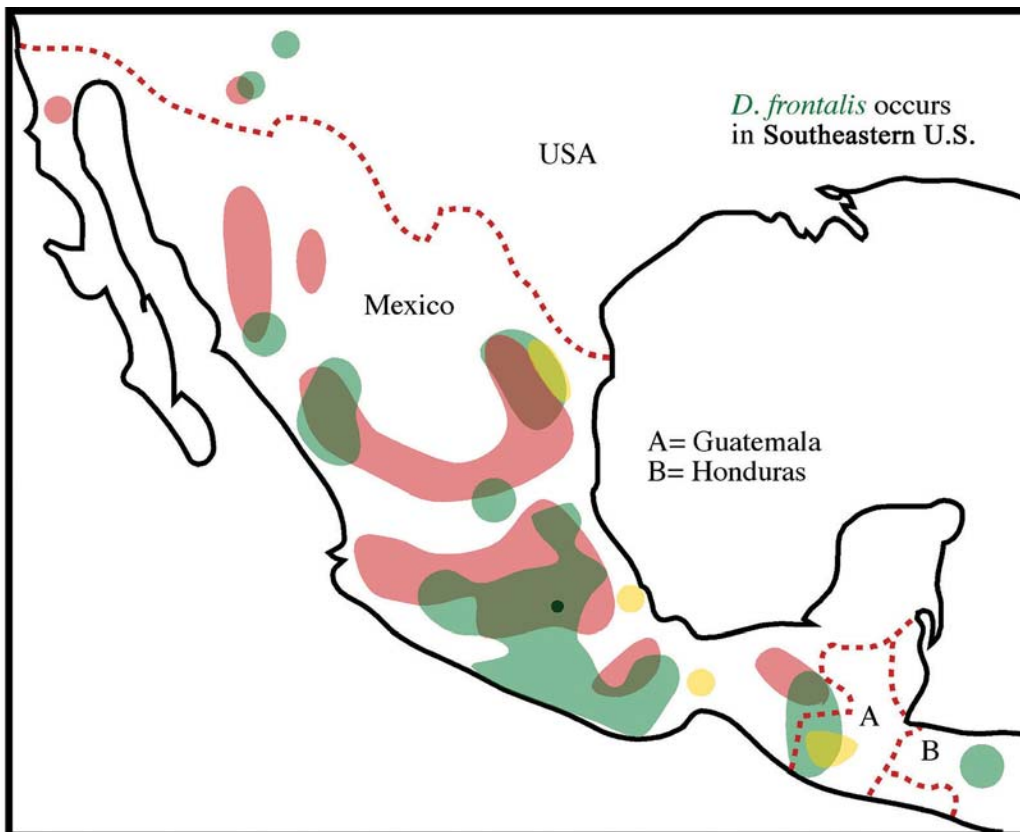 D. frontalis occurs
in Southeastern U.S.
USA
Mexico
A= Guatemala
B= Honduras
A
B